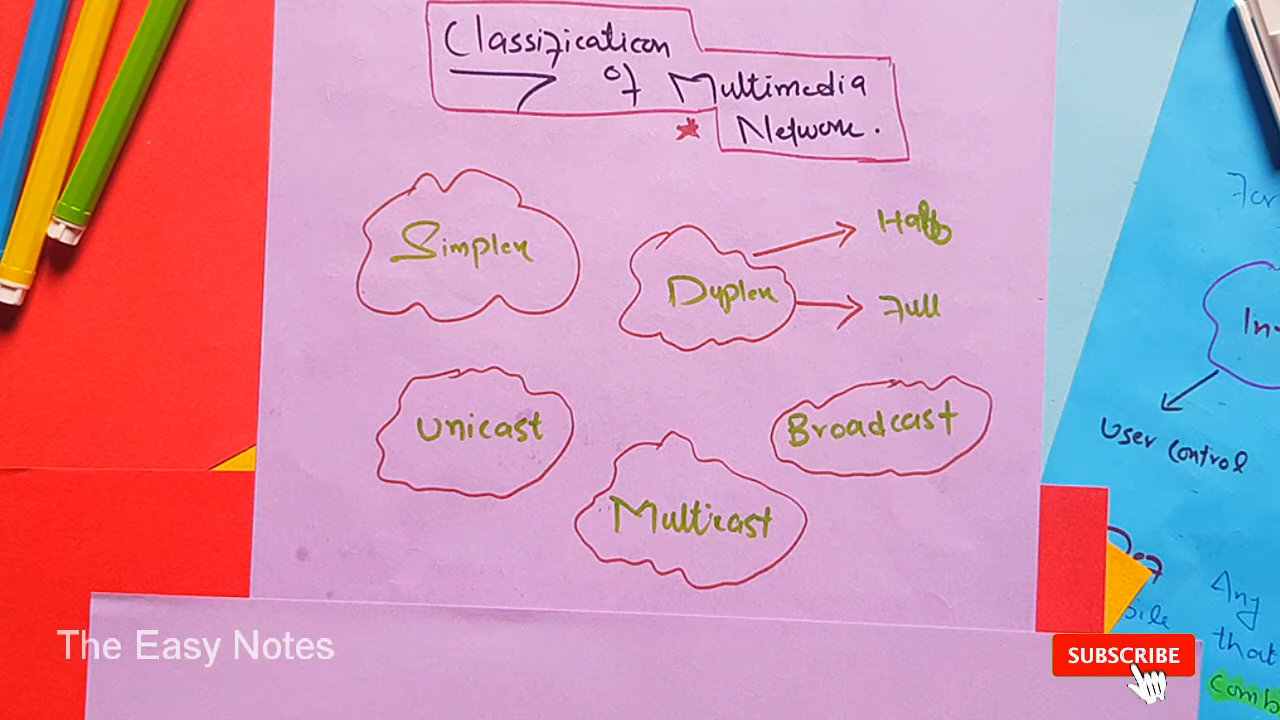 Classification
of Multimedia
Network.
Simplex
Duplex
Half
Full
Unicast
Broadcast
Multicast
User control
Any
that
The Easy Notes
SUBSCRIBE